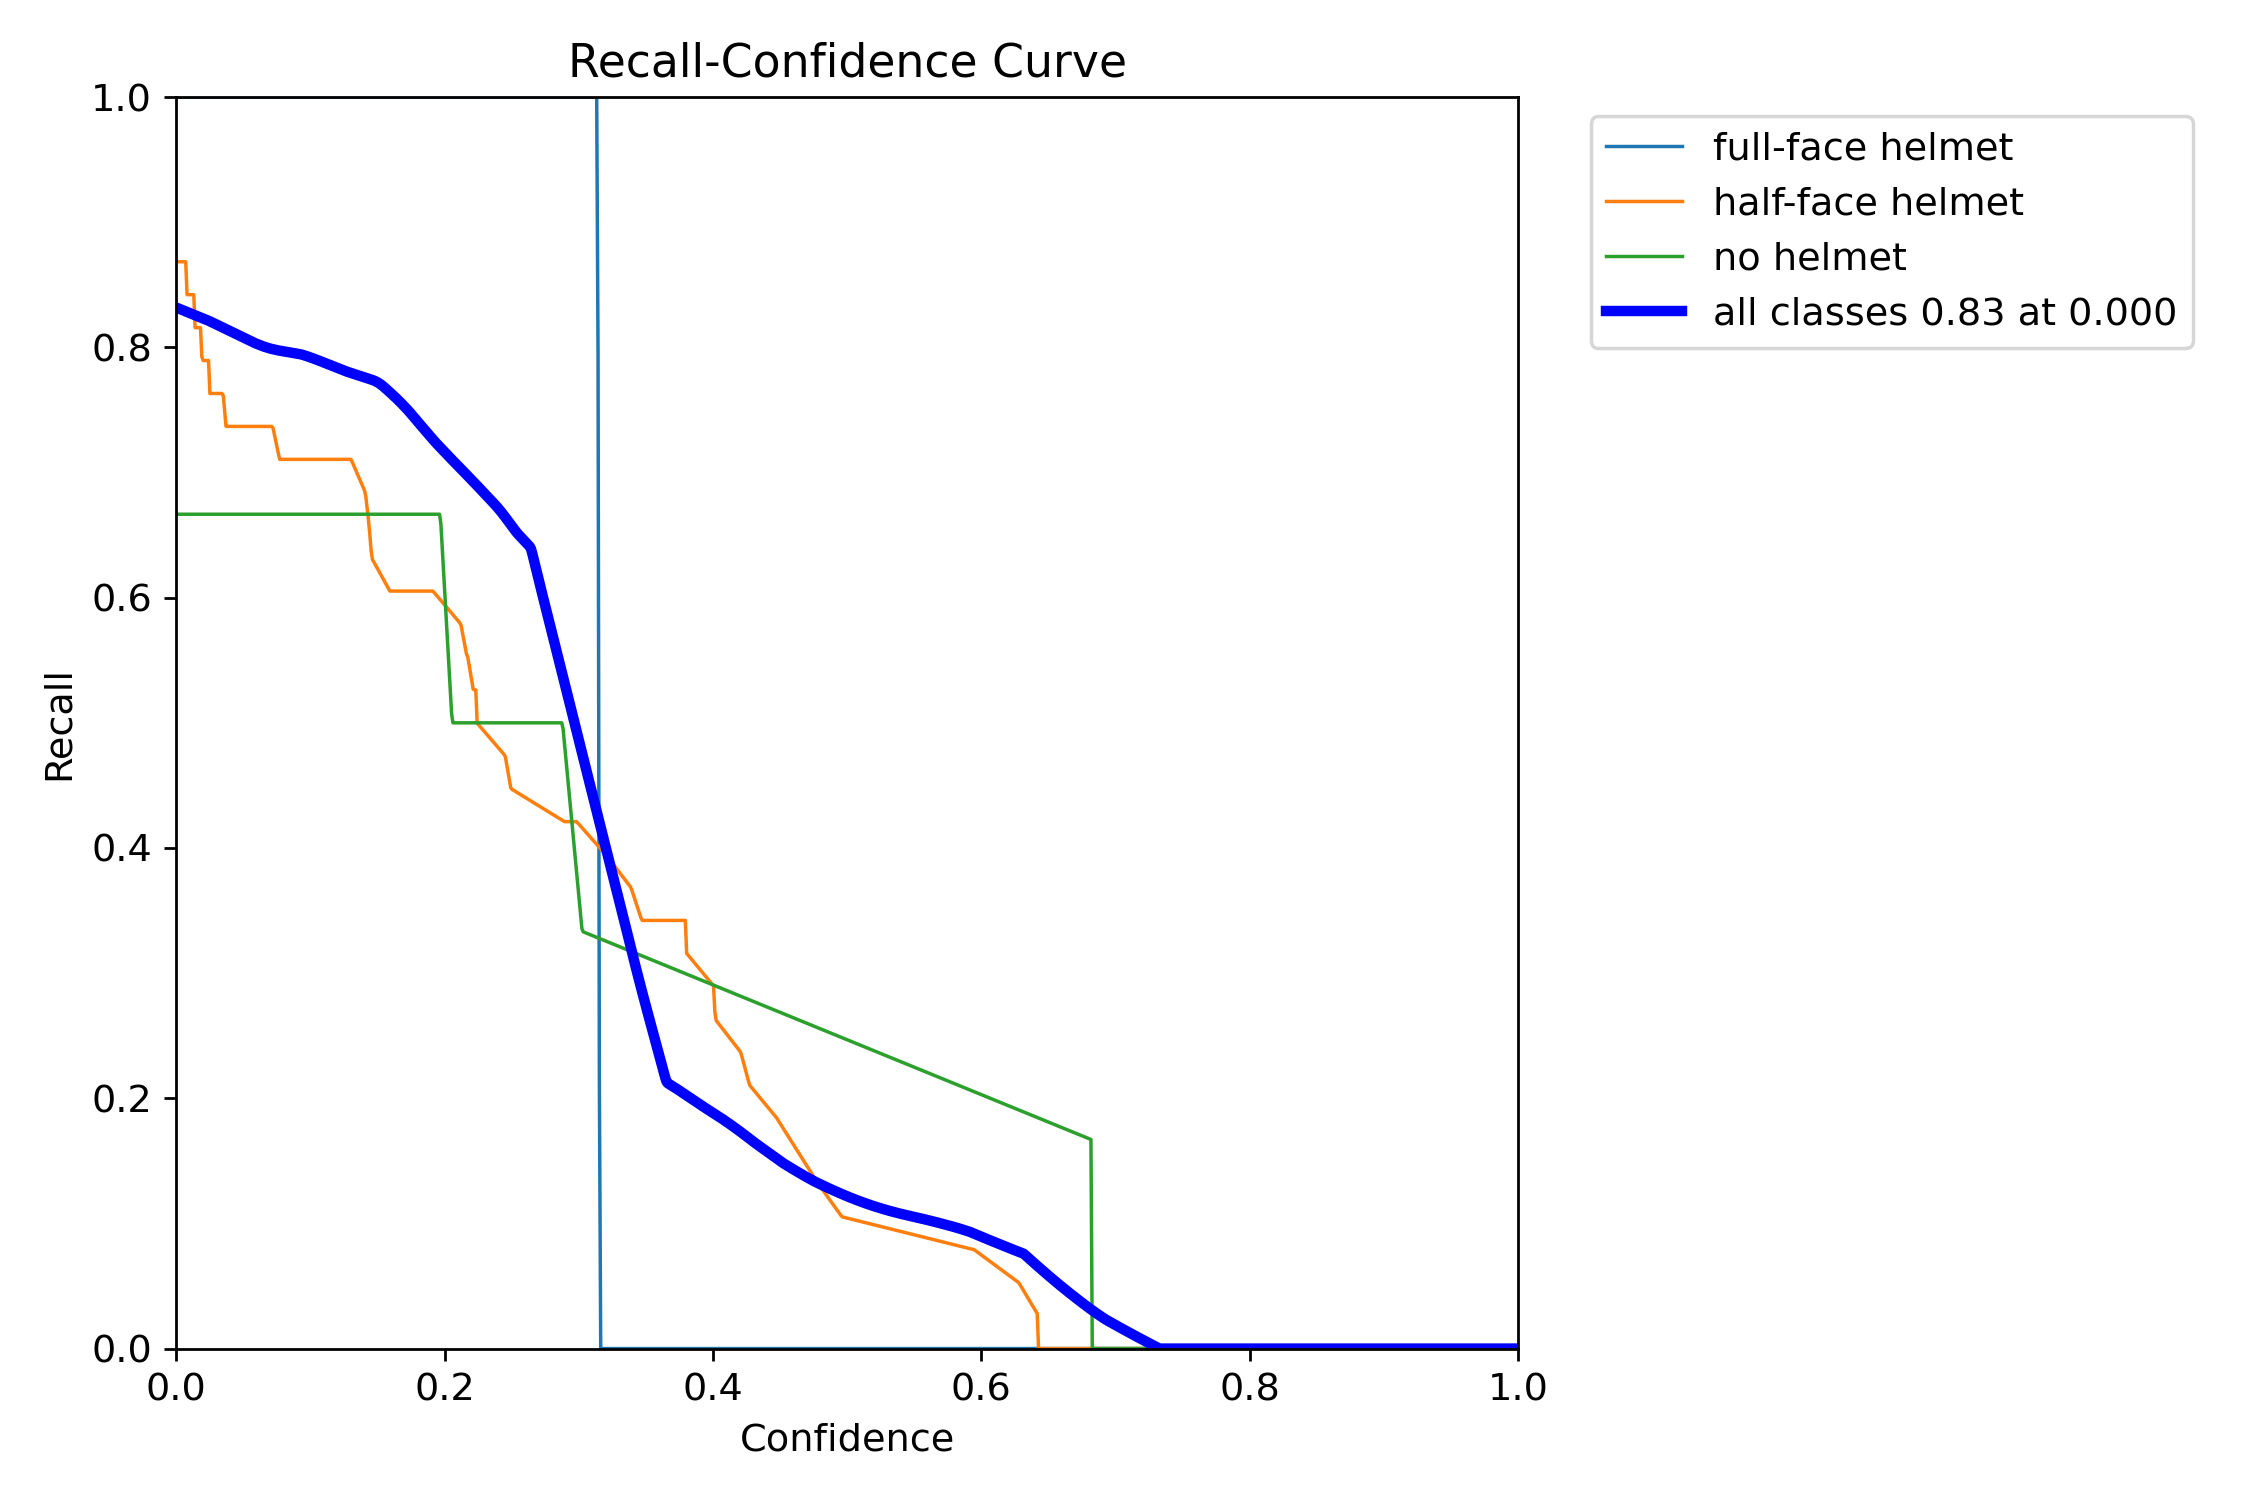 Recall-Confidence Curve
1.0
0.8
0.6
0.4
0.2
0.0
Recall
0.0 0.2 0.4 0.6 0.8 1.0
Confidence
full-face helmet
half-face helmet
no helmet
all classes 0.83 at 0.000